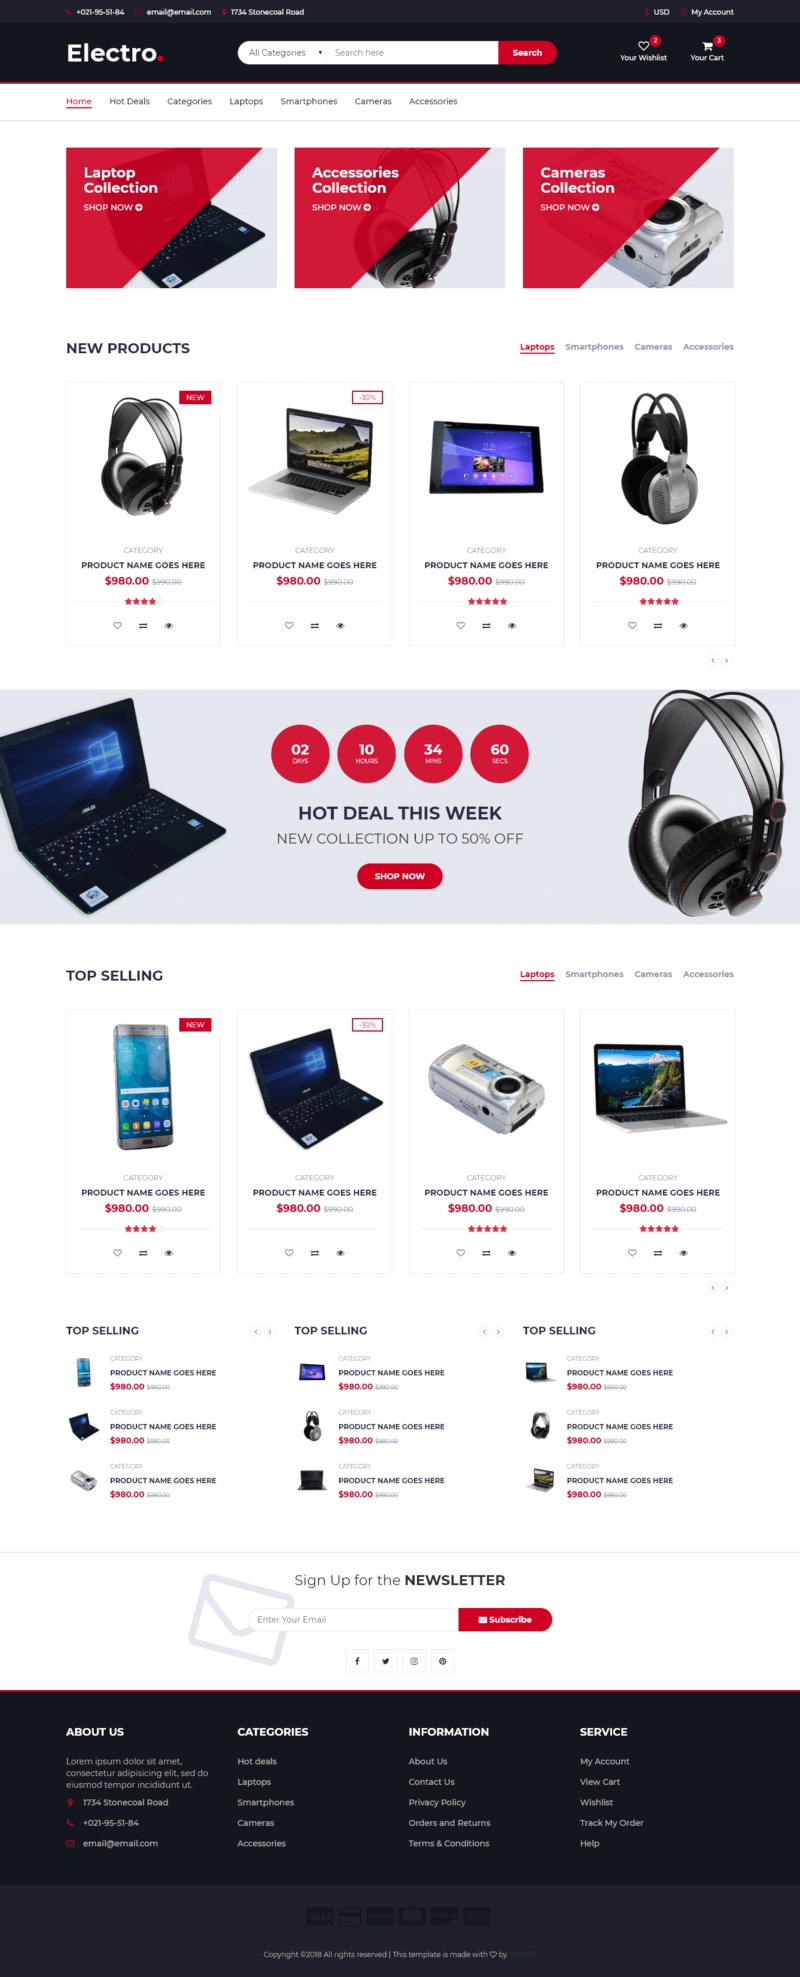 +021-95-51-84 email@email.com 1734 Stonecoal Road USD My Account
Electro.
All Categories Search here Search
2 Your Wishlist
3 Your Cart
Home Hot Deals Categories Laptops Smartphones Cameras Accessories
Laptop
Collection
SHOP NOW
Accessories
Collection
SHOP NOW
Cameras
Collection
SHOP NOW
NEW PRODUCTS
Laptops Smartphones Cameras Accessories
NEW
CATEGORY
PRODUCT NAME GOES HERE
$980.00 $990.00
-30%
CATEGORY
PRODUCT NAME GOES HERE
$980.00 $990.00
CATEGORY
PRODUCT NAME GOES HERE
$980.00 $990.00
CATEGORY
PRODUCT NAME GOES HERE
$980.00 $990.00
02 DAYS
10 HOURS
34 MINS
60 SECS
HOT DEAL THIS WEEK
NEW COLLECTION UP TO 50% OFF
SHOP NOW
ASUS
TOP SELLING
Laptops Smartphones Cameras Accessories
NEW
CATEGORY
PRODUCT NAME GOES HERE
$980.00 $990.00
-30%
CATEGORY
PRODUCT NAME GOES HERE
$980.00 $990.00
CATEGORY
PRODUCT NAME GOES HERE
$980.00 $990.00
CATEGORY
PRODUCT NAME GOES HERE
$980.00 $990.00
TOP SELLING
CATEGORY
PRODUCT NAME GOES HERE
$980.00 $990.00
CATEGORY
PRODUCT NAME GOES HERE
$980.00 $990.00
CATEGORY
PRODUCT NAME GOES HERE
$980.00 $990.00
TOP SELLING
CATEGORY
PRODUCT NAME GOES HERE
$980.00 $990.00
CATEGORY
PRODUCT NAME GOES HERE
$980.00 $990.00
CATEGORY
PRODUCT NAME GOES HERE
$980.00 $990.00
TOP SELLING
CATEGORY
PRODUCT NAME GOES HERE
$980.00 $990.00
CATEGORY
PRODUCT NAME GOES HERE
$980.00 $990.00
CATEGORY
PRODUCT NAME GOES HERE
$980.00 $990.00
Sign Up for the NEWSLETTER
Enter Your Email Subscribe
ABOUT US
Lorem ipsum dolor sit amet,
consectetur adipisicing elit, sed do
eiusmod tempor incididunt ut.
1734 Stonecoal Road
+021-95-51-84
email@email.com
CATEGORIES
Hot deals
Laptops
Smartphones
Cameras
Accessories
INFORMATION
About Us
Contact Us
Privacy Policy
Orders and Returns
Terms & Conditions
SERVICE
My Account
View Cart
Wishlist
Track My Order
Help
VISA PayPal
Copyright ©2018 All rights reserved | This template is made with by